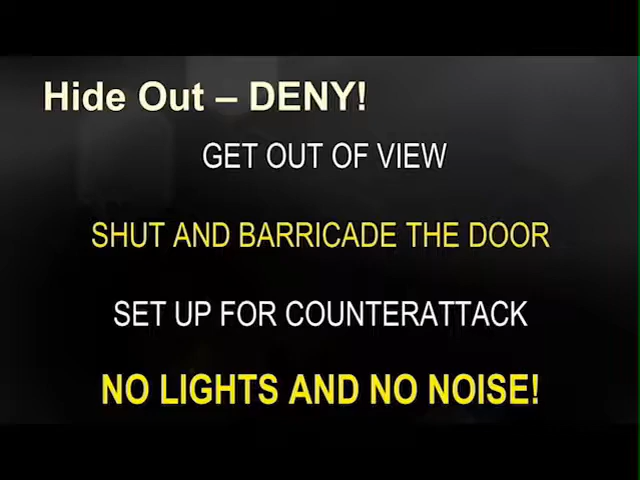 Hide Out – DENY!
GET OUT OF VIEW
SHUT AND BARRICADE THE DOOR
SET UP FOR COUNTERATTACK
NO LIGHTS AND NO NOISE!